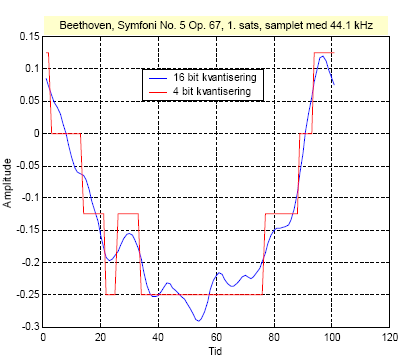 Beethoven, Symfoni No. 5 Op. 67, 1. sats, samplet med 44.1 kHz
0.15
0.1
0.05
0
-0.05
-0.1
-0.15
-0.2
-0.25
-0.3
Amplitude
16 bit kvantisering
4 bit kvantisering
0 20 40 60 80 100 120
Tid